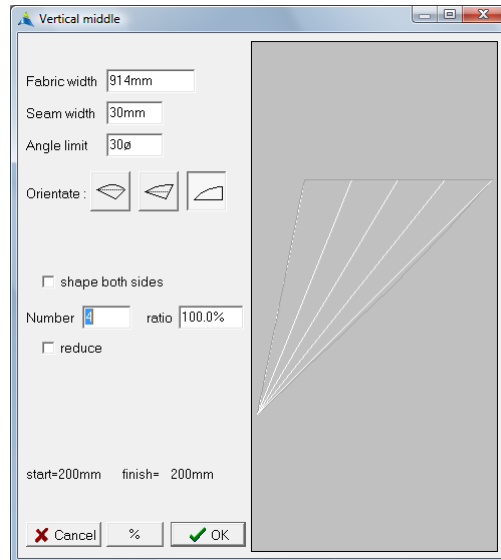 Vertical middle
Fabric width 914mm
Seam width 30mm
Angle limit 30ø
Orientate :
shape both sides
Number 4 ratio 100.0%
reduce
start=200mm finish= 200mm
Cancel % OK